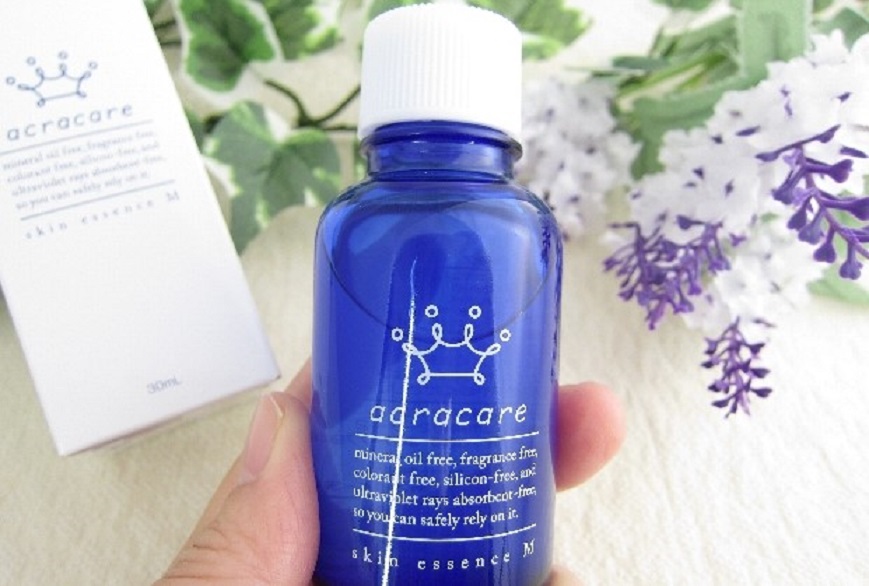 acracare
mineral oil free, fragrance free,
colorant free, silicon-free, and
ultraviolet rays absorbent-free,
so you can safely rely on it.
skin essence M
30mL
acracare
mineral oil free, fragrance free,
colorant free, silicon-free, and
ultraviolet rays absorbent-free,
so you can safely rely on it.
skin essence M